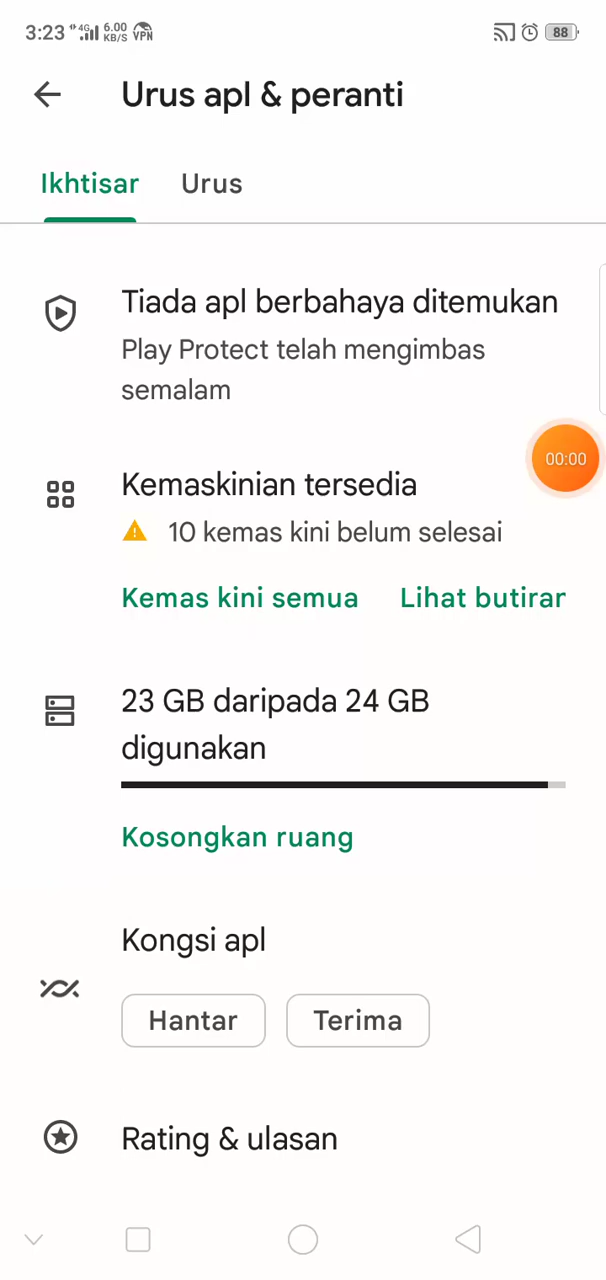 3:23 4G 6.00 KB/S VPN 88
Urus apl & peranti
Ikhtisar Urus
Tiada apl berbahaya ditemukan
Play Protect telah mengimbas
semalam
00:00
Kemaskinian tersedia
10 kemas kini belum selesai
Kemas kini semua Lihat butiran
23 GB daripada 24 GB
digunakan
Kosongkan ruang
Kongsi apl
Hantar Terima
Rating & ulasan